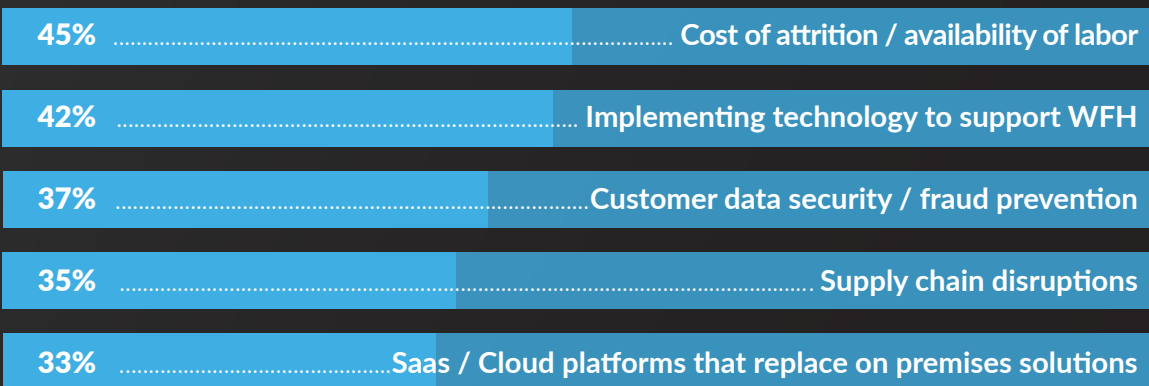 45% Cost of attrition / availability of labor
42% Implementing technology to support WFH
37% Customer data security / fraud prevention
35% Supply chain disruptions
33% Saas / Cloud platforms that replace on premises solutions